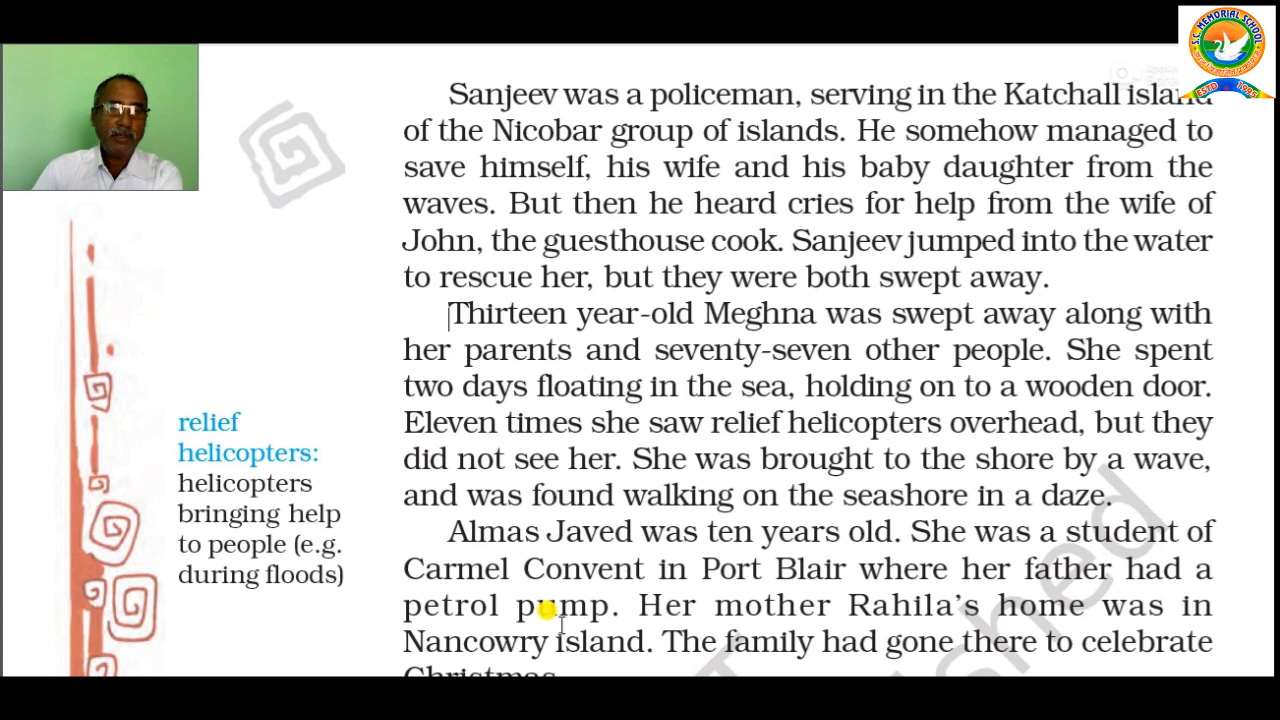 S.C. MEMORIAL SCHOOL
ESTD 1995
Sanjeev was a policeman, serving in the Katchall island
of the Nicobar group of islands. He somehow managed to
save himself, his wife and his baby daughter from the
waves. But then he heard cries for help from the wife of
John, the guesthouse cook. Sanjeev jumped into the water
to rescue her, but they were both swept away.
Thirteen year-old Meghna was swept away along with
her parents and seventy-seven other people. She spent
two days floating in the sea, holding on to a wooden door.
Eleven times she saw relief helicopters overhead, but they
did not see her. She was brought to the shore by a wave,
and was found walking on the seashore in a daze.
Almas Javed was ten years old. She was a student of
Carmel Convent in Port Blair where her father had a
petrol pump. Her mother Rahila's home was in
Nancowry island. The family had gone there to celebrate
Christmas.
relief
helicopters:
helicopters
bringing help
to people (e.g.
during floods)